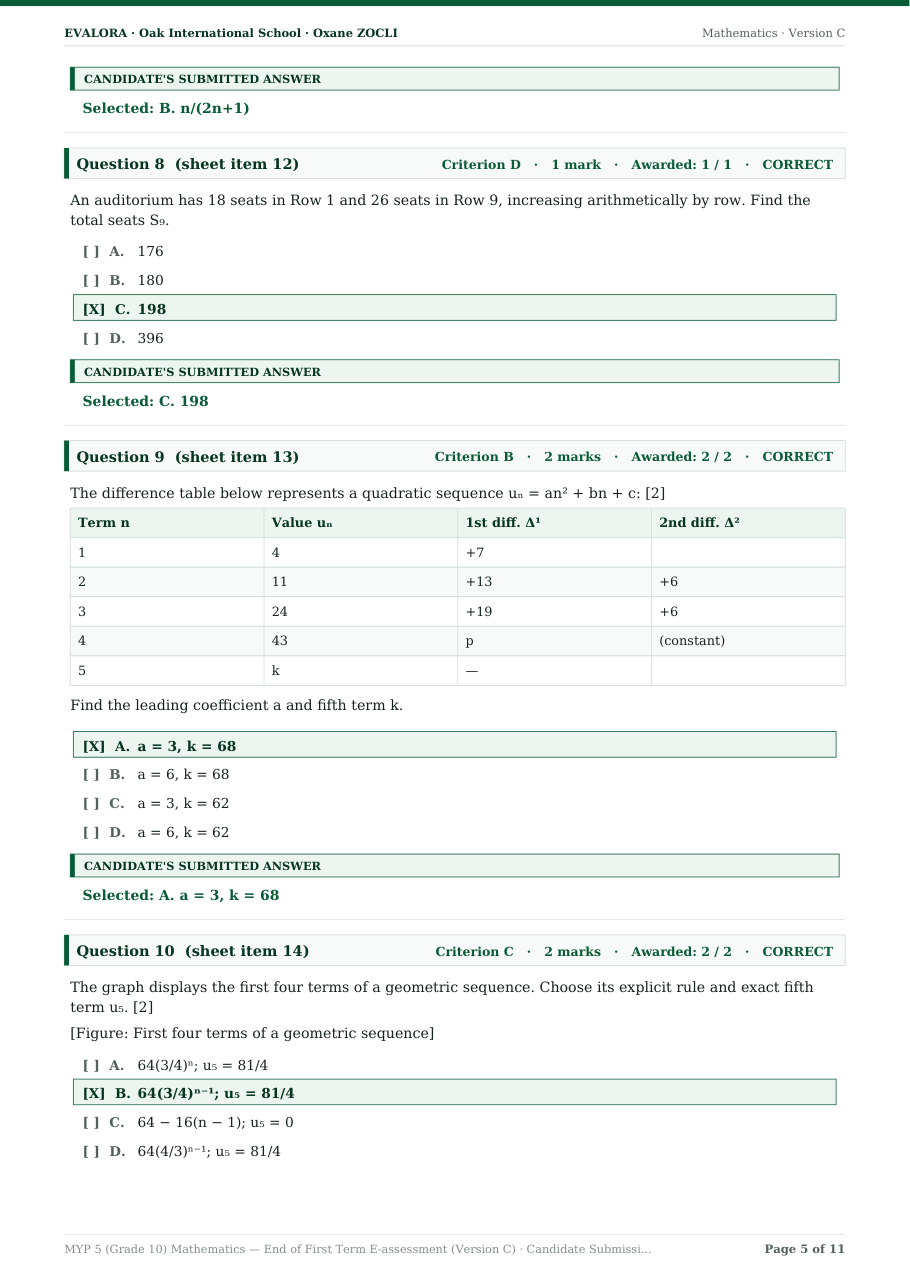 EVALORA · Oak International School · Oxane ZOCLI
Mathematics · Version C
CANDIDATE'S SUBMITTED ANSWER
Selected: B. n/(2n+1)
Question 8 (sheet item 12)
Criterion D · 1 mark · Awarded: 1 / 1 · CORRECT
An auditorium has 18 seats in Row 1 and 26 seats in Row 9, increasing arithmetically by row. Find the
total seats S₉.
[ ] A. 176
[ ] B. 180
[X] C. 198
[ ] D. 396
CANDIDATE'S SUBMITTED ANSWER
Selected: C. 198
Question 9 (sheet item 13)
Criterion B · 2 marks · Awarded: 2 / 2 · CORRECT
The difference table below represents a quadratic sequence uₙ = an² + bn + c: [2]
Term n Value uₙ 1st diff. Δ¹ 2nd diff. Δ²
1 4 +7
2 11 +13 +6
3 24 +19 +6
4 43 p (constant)
5 k —
Find the leading coefficient a and fifth term k.
[X] A. a = 3, k = 68
[ ] B. a = 6, k = 68
[ ] C. a = 3, k = 62
[ ] D. a = 6, k = 62
CANDIDATE'S SUBMITTED ANSWER
Selected: A. a = 3, k = 68
Question 10 (sheet item 14)
Criterion C · 2 marks · Awarded: 2 / 2 · CORRECT
The graph displays the first four terms of a geometric sequence. Choose its explicit rule and exact fifth
term u₅. [2]
[Figure: First four terms of a geometric sequence]
[ ] A. 64(3/4)ⁿ; u₅ = 81/4
[X] B. 64(3/4)ⁿ⁻¹; u₅ = 81/4
[ ] C. 64 − 16(n − 1); u₅ = 0
[ ] D. 64(4/3)ⁿ⁻¹; u₅ = 81/4
MYP 5 (Grade 10) Mathematics — End of First Term E-assessment (Version C) · Candidate Submissi...
Page 5 of 11